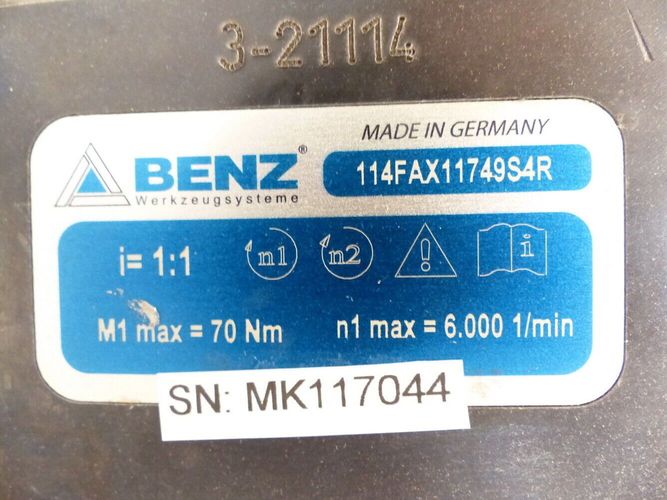 3-21114
MADE IN GERMANY
BENZ®
Werkzeugsysteme
114FAX11749S4R
i= 1:1
n1
n2
i
M1 max = 70 Nm
n1 max = 6.000 1/min
SN: MK117044